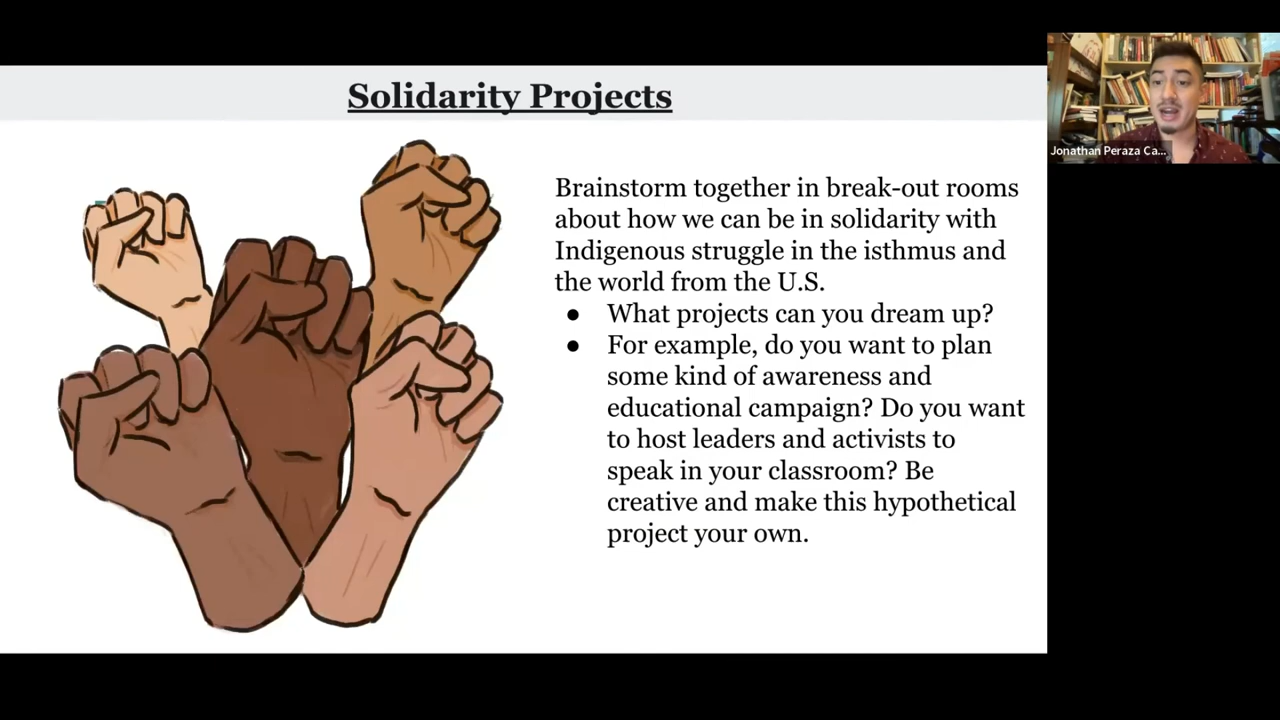 Solidarity Projects
Brainstorm together in break-out rooms
about how we can be in solidarity with
Indigenous struggle in the isthmus and
the world from the U.S.
● What projects can you dream up?
● For example, do you want to plan
some kind of awareness and
educational campaign? Do you want
to host leaders and activists to
speak in your classroom? Be
creative and make this hypothetical
project your own.
Jonathan Peraza Ca...